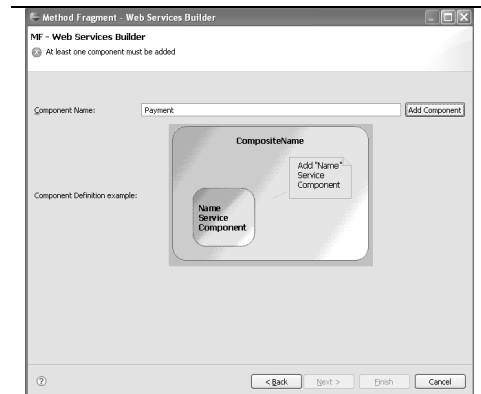 Method Fragment - Web Services Builder
MF - Web Services Builder
At least one component must be added
Component Name:
Payment
Add Component
CompositeName
Add "Name"
Service
Component
Component Definition example:
Name
Service
Component
?
< Back
Next >
Finish
Cancel